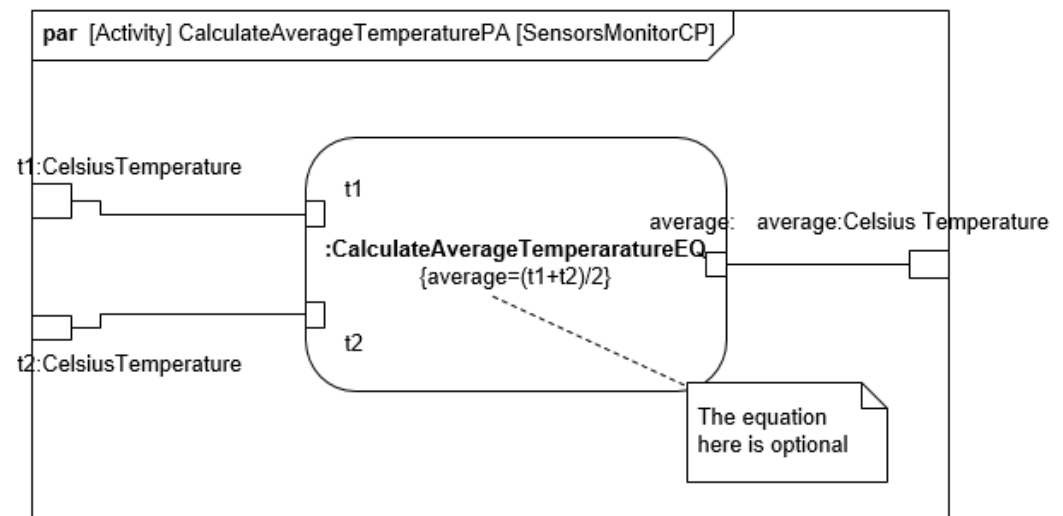 par [Activity] CalculateAverageTemperaturePA [SensorsMonitorCP]
t1:CelsiusTemperature
t1
average:
average:Celsius Temperature
:CalculateAverageTemperaratureEQ
{average=(t1+t2)/2}
t2
t2:CelsiusTemperature
The equation
here is optional